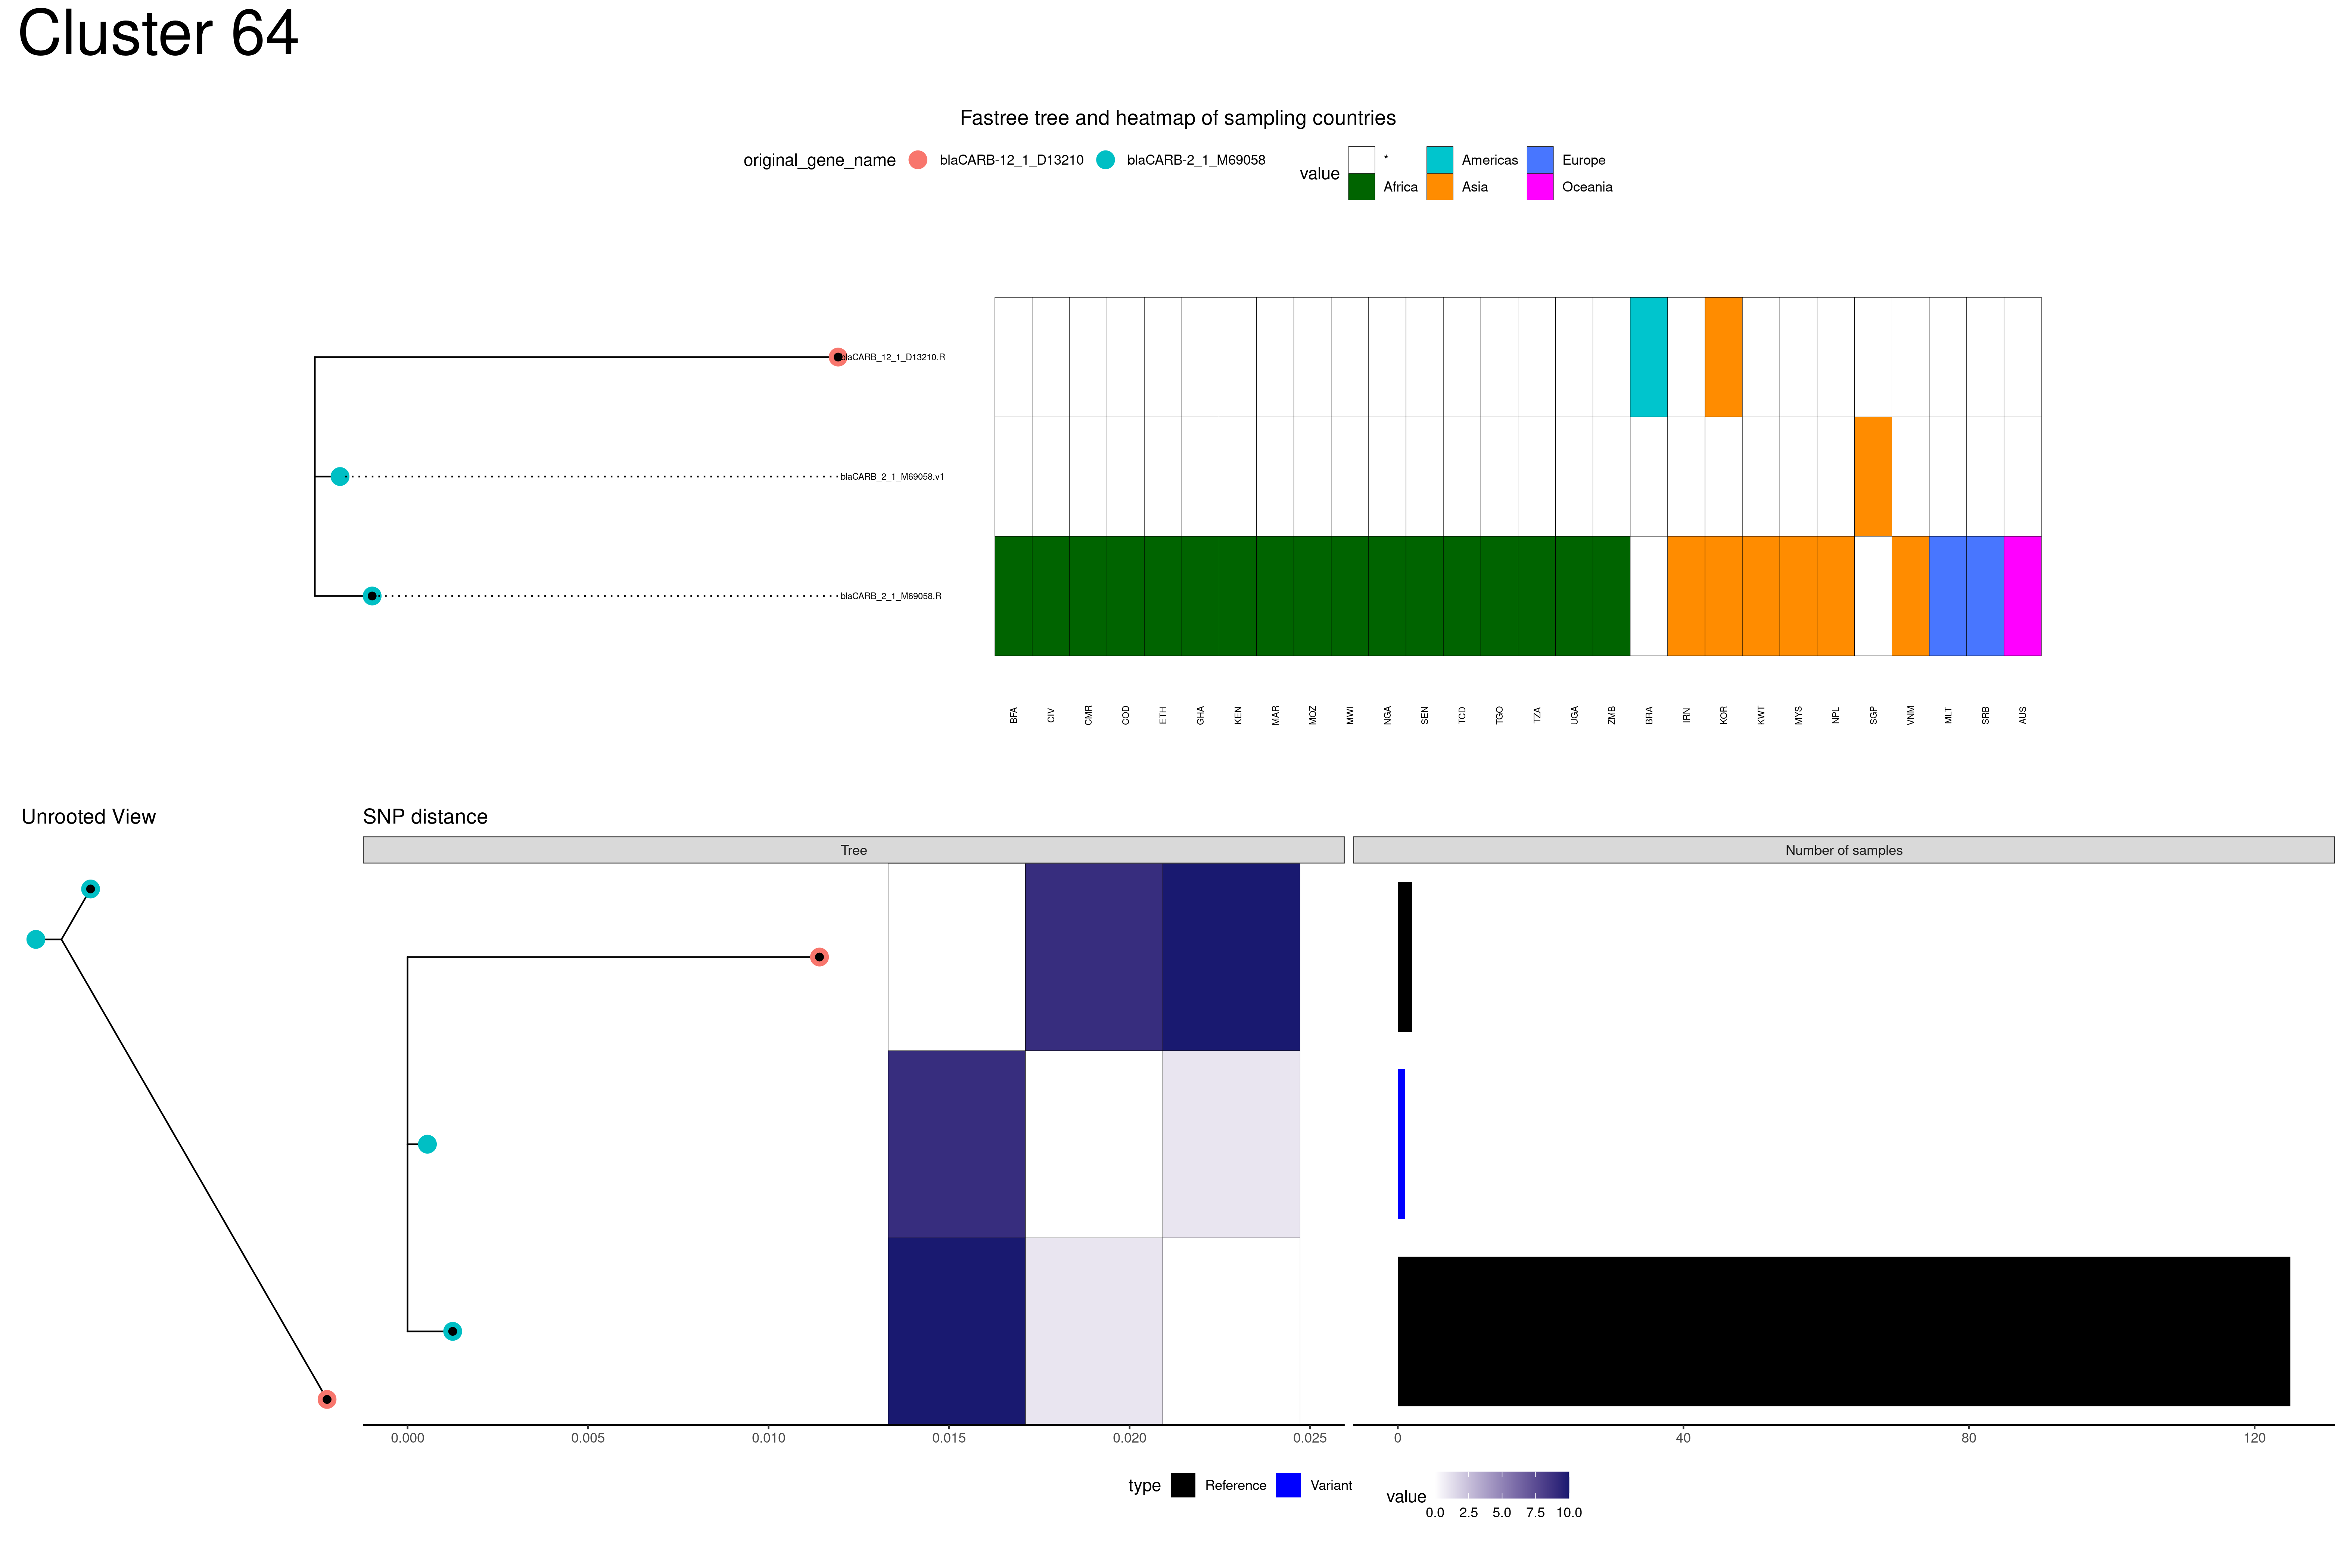 Cluster 64
Fastree tree and heatmap of sampling countries
original_gene_name blaCARB-12_1_D13210 blaCARB-2_1_M69058 value * Americas Europe
Africa Asia Oceania
blaCARB_12_1_D13210.R
blaCARB_2_1_M69058.v1
blaCARB_2_1_M69058.R
BFA CIV CMR COD ETH GHA KEN MAR MOZ MWI NGA SEN TCD TGO TZA UGA ZMB BRA IRN KOR KWT MYS NPL SGP VNM MLT SRB AUS
Unrooted View SNP distance
Tree Number of samples
0.000 0.005 0.010 0.015 0.020 0.025 0 40 80 120
type Reference Variant value
0.0 2.5 5.0 7.5 10.0